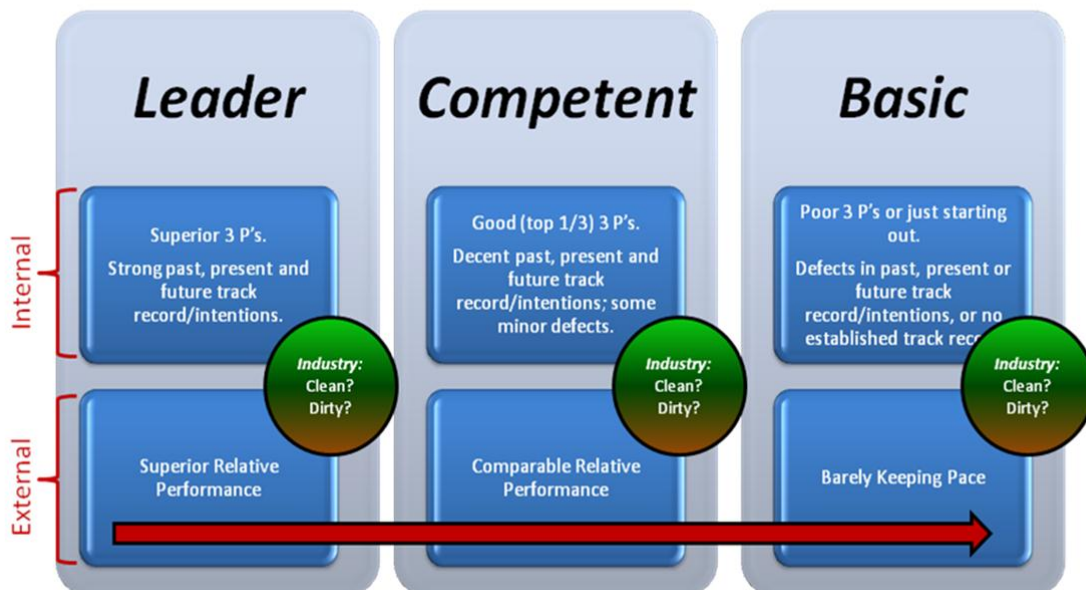 Leader
Competent
Basic
Internal
Superior 3 P's.
Strong past, present and
future track
record/intentions.
Good (top 1/3) 3 P's.
Decent past, present and
future track
record/intentions; some
minor defects.
Poor 3 P's or just starting
out.
Defects in past, present or
future track
record/intentions, or no
established track
Industry:
Clean?
Dirty?
Industry:
Clean?
Dirty?
Industry:
Clean?
Dirty?
External
Superior Relative
Performance
Comparable Relative
Performance
Barely Keeping Pace